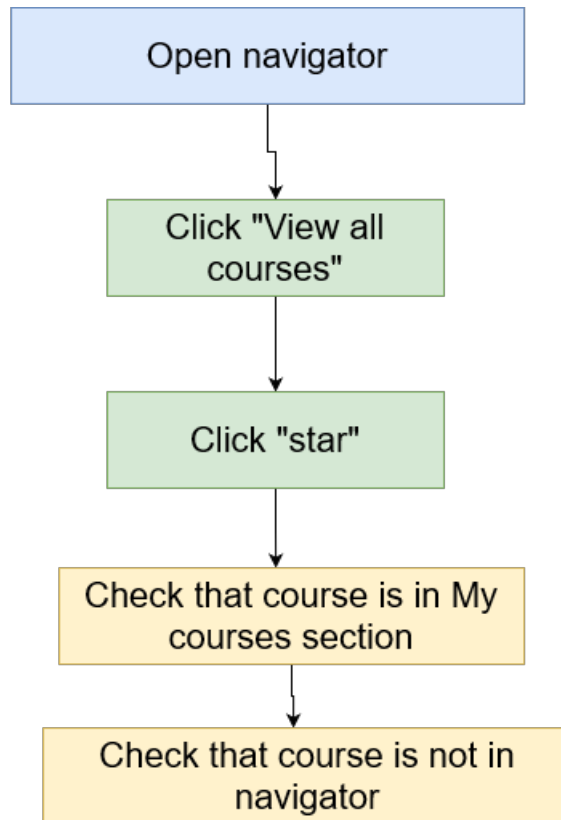 Open navigator
Click "View all
courses"
Click "star"
Check that course is in My
courses section
Check that course is not in
navigator